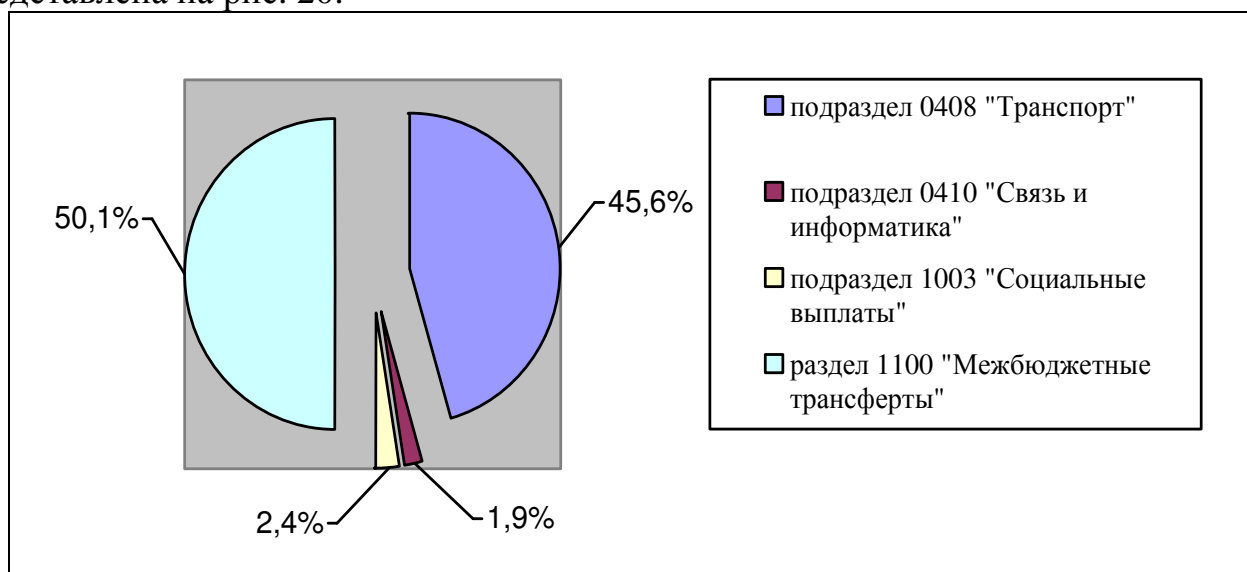 50,1%
45,6%
2,4%
1,9%
подраздел 0408 "Транспорт"
подраздел 0410 "Связь и
информатика"
подраздел 1003 "Социальные
выплаты"
раздел 1100 "Межбюджетные
трансферты"